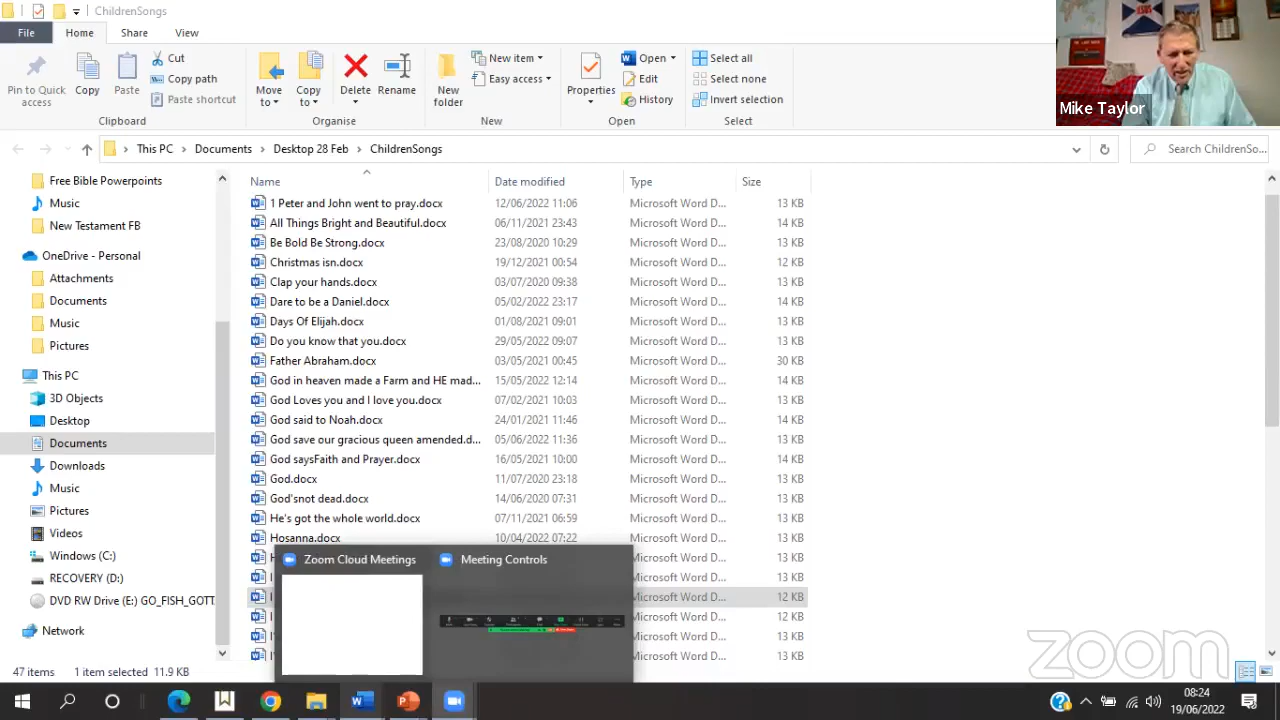 ChildrenSongs
File Home Share View
Pin to Quick access
Copy
Paste
Cut
Copy path
Paste shortcut
Clipboard
Move to
Copy to
Delete
Rename
Organise
New folder
New item
Easy access
New
Properties
Open
Edit
History
Open
Select all
Select none
Invert selection
Select
Mike Taylor
This PC Documents Desktop 28 Feb ChildrenSongs
Search ChildrenSo...
Free Bible Powerpoints
Music
New Testament FB
OneDrive - Personal
Attachments
Documents
Music
Pictures
This PC
3D Objects
Desktop
Documents
Downloads
Music
Pictures
Videos
Windows (C:)
RECOVERY (D:)
DVD RW Drive (E:) GO_FISH_GOTT
Network
Name Date modified Type Size
1 Peter and John went to pray.docx 12/06/2022 11:06 Microsoft Word D... 13 KB
All Things Bright and Beautiful.docx 06/11/2021 23:43 Microsoft Word D... 14 KB
Be Bold Be Strong.docx 23/08/2020 10:29 Microsoft Word D... 13 KB
Christmas isn.docx 19/12/2021 00:54 Microsoft Word D... 12 KB
Clap your hands.docx 03/07/2020 09:38 Microsoft Word D... 13 KB
Dare to be a Daniel.docx 05/02/2022 23:17 Microsoft Word D... 14 KB
Days Of Elijah.docx 01/08/2021 09:01 Microsoft Word D... 13 KB
Do you know that you.docx 29/05/2022 09:07 Microsoft Word D... 13 KB
Father Abraham.docx 03/05/2021 00:45 Microsoft Word D... 30 KB
God in heaven made a Farm and HE mad... 15/05/2022 12:14 Microsoft Word D... 14 KB
God Loves you and I love you.docx 07/02/2021 10:03 Microsoft Word D... 13 KB
God said to Noah.docx 24/01/2021 11:46 Microsoft Word D... 14 KB
God save our gracious queen amended.d... 05/06/2022 11:36 Microsoft Word D... 13 KB
God saysFaith and Prayer.docx 16/05/2021 10:00 Microsoft Word D... 14 KB
God.docx 11/07/2020 23:18 Microsoft Word D... 13 KB
God'snot dead.docx 14/06/2020 07:31 Microsoft Word D... 13 KB
He's got the whole world.docx 07/11/2021 06:59 Microsoft Word D... 13 KB
Hosanna.docx 10/04/2022 07:22 Microsoft Word D... 13 KB
Microsoft Word D... 13 KB
Microsoft Word D... 13 KB
Microsoft Word D... 12 KB
Microsoft Word D... 12 KB
Microsoft Word D... 13 KB
Microsoft Word D... 13 KB
Zoom Cloud Meetings
Meeting Controls
47 items 1 item selected 11.9 KB
zoom
08:24
19/06/2022